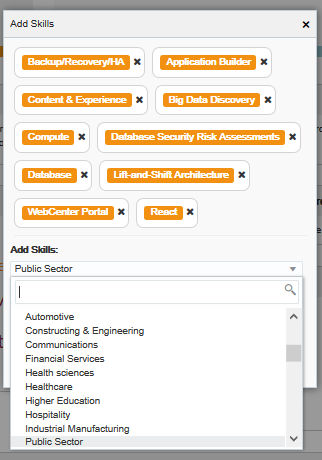 Add Skills
Backup/Recovery/HA Application Builder
Content & Experience Big Data Discovery
Compute Database Security Risk Assessments
Database Lift-and-Shift Architecture
WebCenter Portal React
Add Skills:
Public Sector
Automotive
Constructing & Engineering
Communications
Financial Services
Health sciences
Healthcare
Higher Education
Hospitality
Industrial Manufacturing
Public Sector